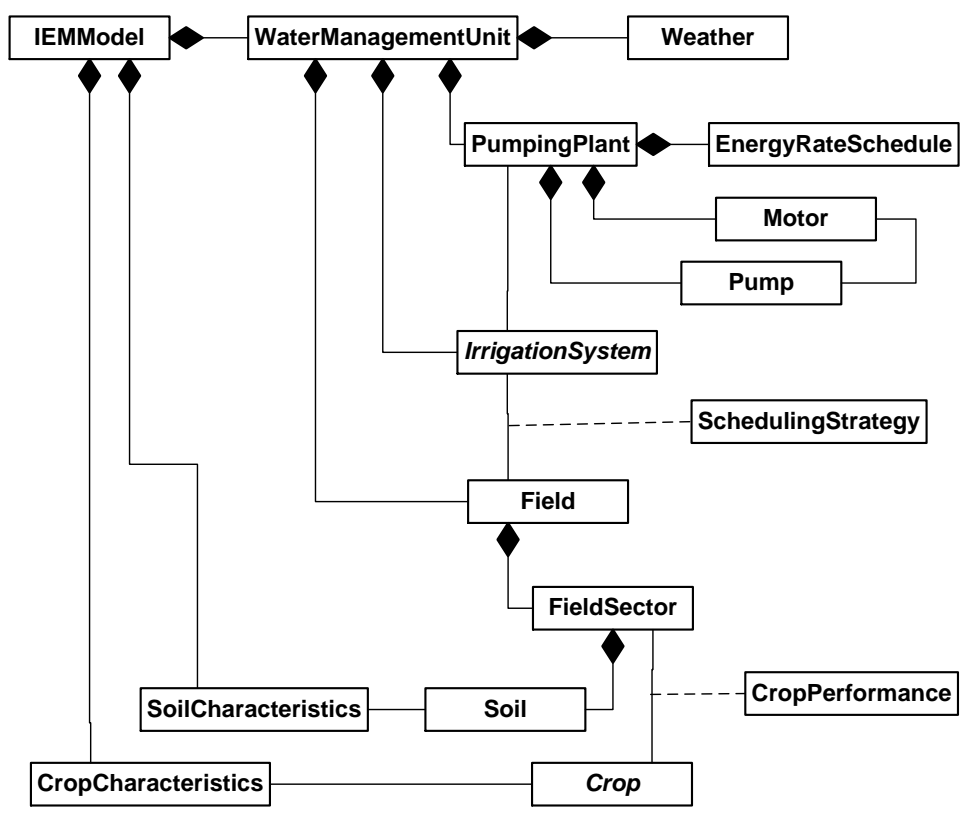 IEMModel
WaterManagementUnit
Weather
PumpingPlant
EnergyRateSchedule
Motor
Pump
IrrigationSystem
SchedulingStrategy
Field
FieldSector
CropPerformance
SoilCharacteristics
Soil
CropCharacteristics
Crop